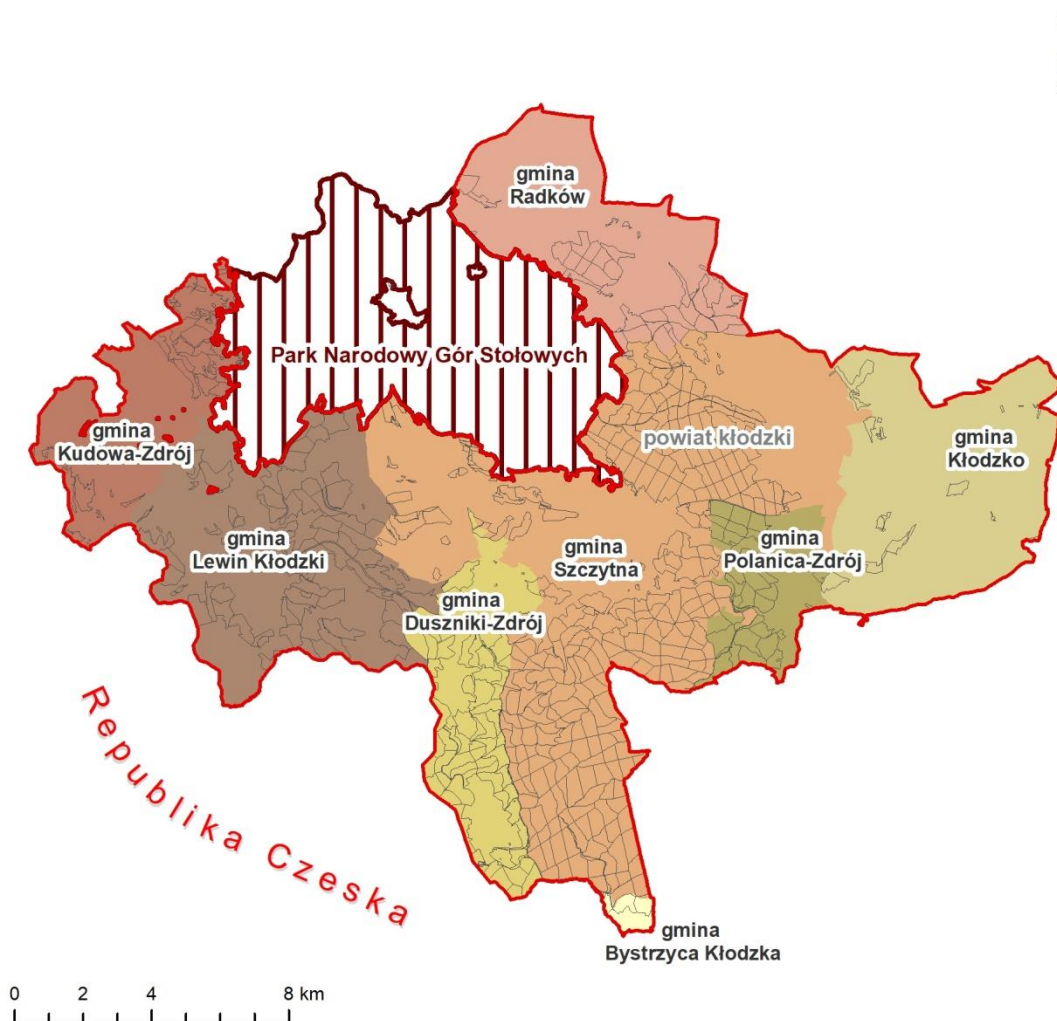 gmina
Radków
Park Narodowy Gór Stołowych
gmina
Kudowa-Zdrój
powiat kłodzki
gmina
Kłodzko
gmina
Lewin Kłodzki
gmina
Szczytna
gmina
Polanica-Zdrój
gmina
Duszniki-Zdrój
Republika Czeska
gmina
Bystrzyca Kłodzka
0 2 4 8 km